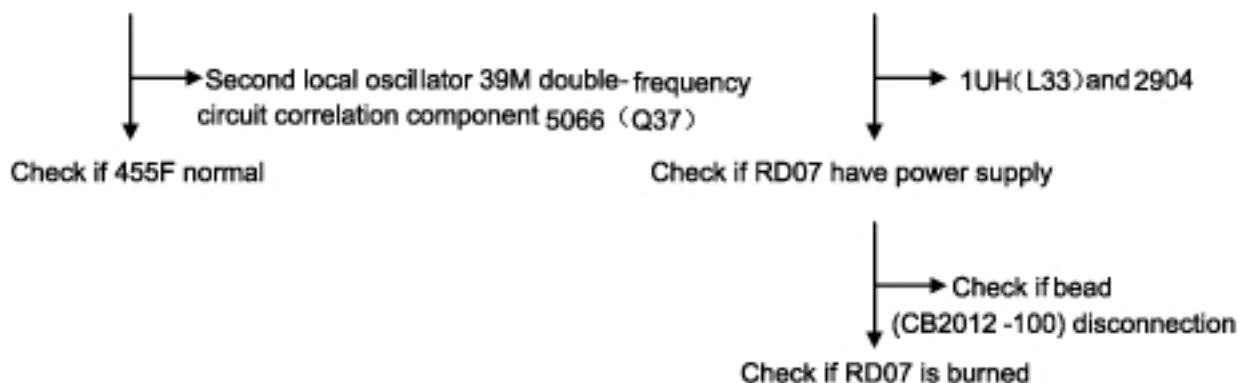 Second local oscillator 39M double-frequency
circuit correlation component 5066（Q37）
Check if 455F normal
1UH(L33)and 2904
Check if RD07 have power supply
Check if bead
(CB2012 -100) disconnection
Check if RD07 is burned